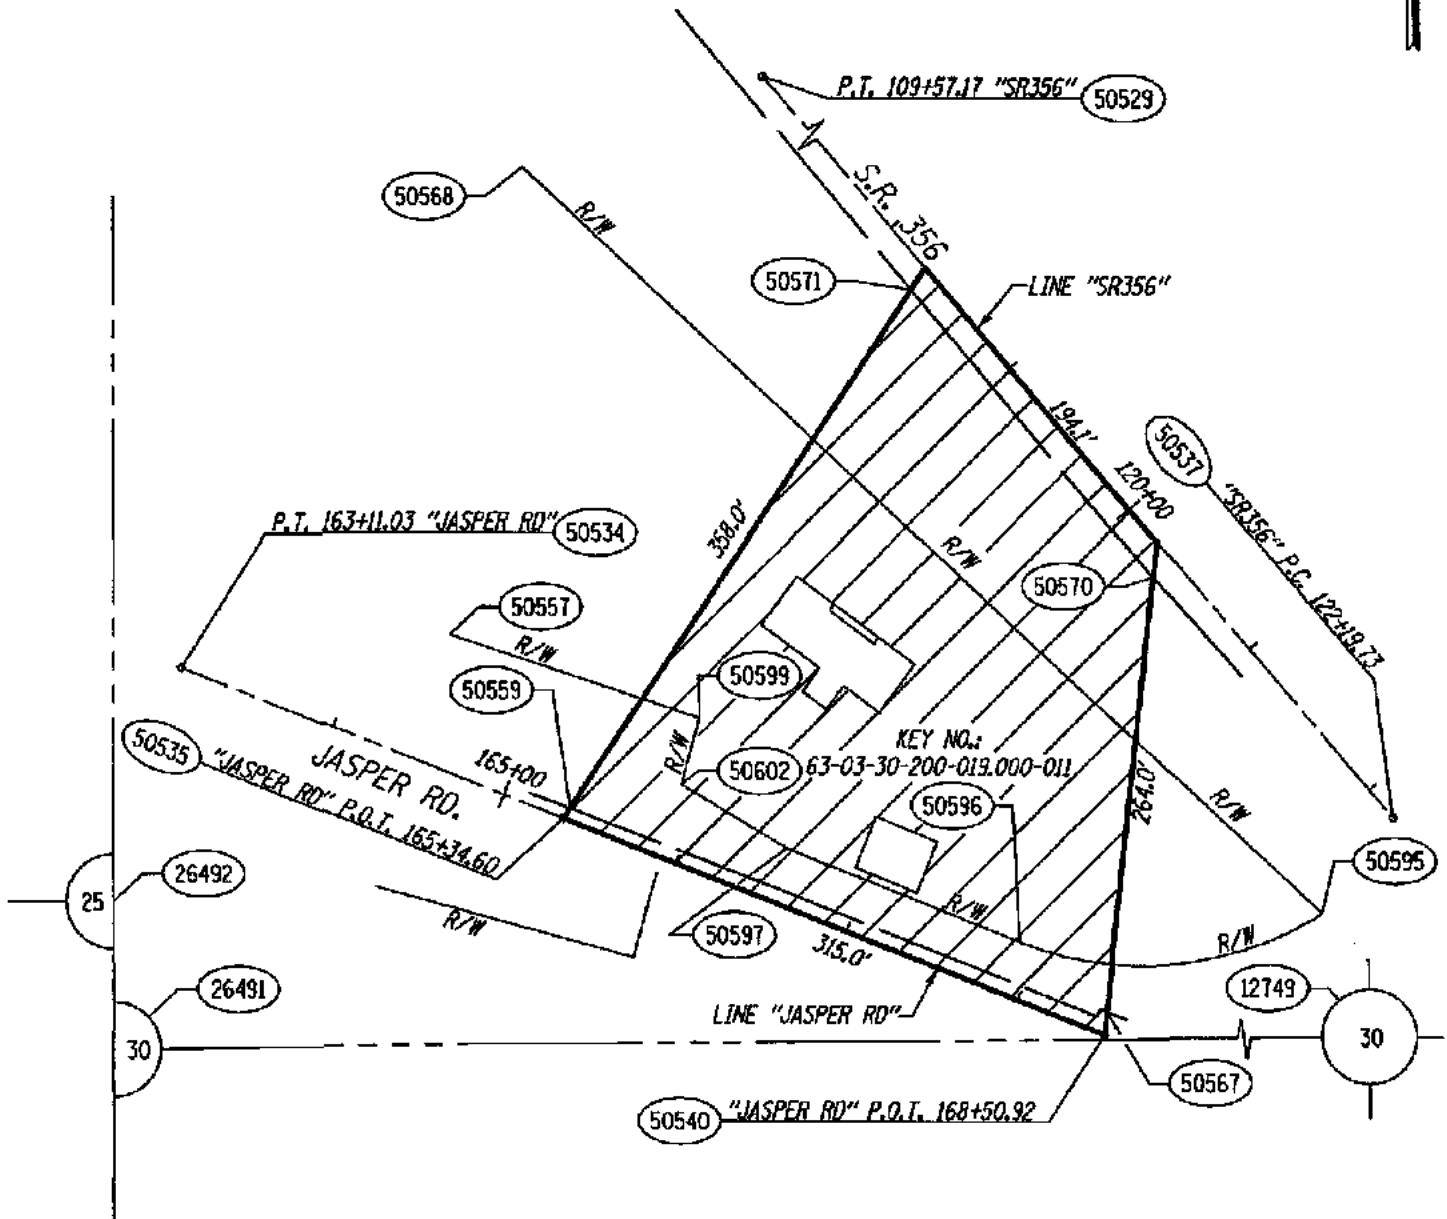 P.T. 109+57.17 "SR356"
50529
50568
R/W
S.R. 356
50571
LINE "SR356"
194.1'
50537
"SR356" P.C. 122+19.73
120+00
358.0'
P.T. 163+11.03 "JASPER RD"
50534
R/W
50570
50557
R/W
50599
50559
KEY NO.:
63-03-30-200-019.000-011
50535
"JASPER RD" P.O.T. 165+34.60
JASPER RD.
165+00
R/W
50602
50596
264.0'
R/W
50595
26492
25
R/W
R/W
50597
315.0'
R/W
26491
12749
LINE "JASPER RD"
30
30
50567
50540
"JASPER RD" P.O.T. 168+50.92